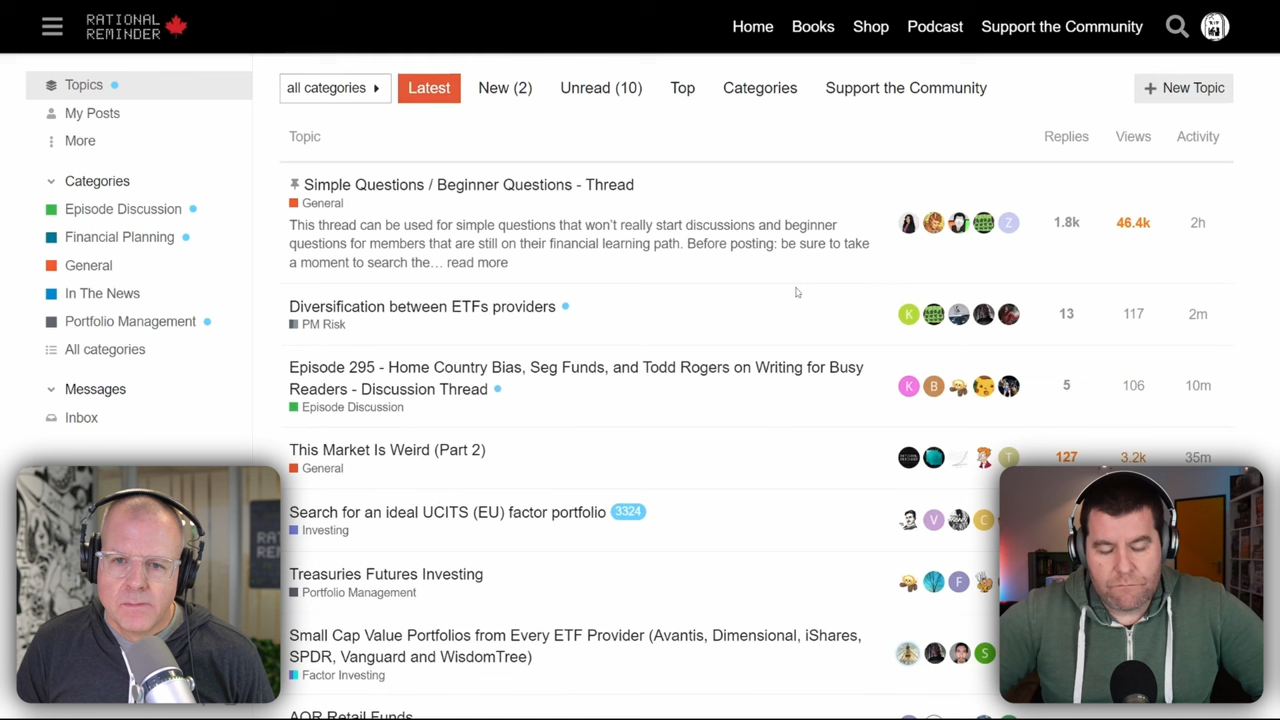 RATIONAL
REMINDER
Home Books Shop Podcast Support the Community
Topics
My Posts
More
Categories
Episode Discussion
Financial Planning
General
In The News
Portfolio Management
All categories
Messages
Inbox
all categories Latest New (2) Unread (10) Top Categories Support the Community + New Topic
Topic Replies Views Activity
Simple Questions / Beginner Questions - Thread
General
This thread can be used for simple questions that won't really start discussions and beginner
questions for members that are still on their financial learning path. Before posting: be sure to take
a moment to search the… read more
Z
1.8k 46.4k 2h
Diversification between ETFs providers
PM Risk
K
13 117 2m
Episode 295 - Home Country Bias, Seg Funds, and Todd Rogers on Writing for Busy
Readers - Discussion Thread
Episode Discussion
K B
5 106 10m
This Market Is Weird (Part 2)
General
T
127 3.2k 35m
Search for an ideal UCITS (EU) factor portfolio 3324
Investing
V C
Treasuries Futures Investing
Portfolio Management
F
Small Cap Value Portfolios from Every ETF Provider (Avantis, Dimensional, iShares,
SPDR, Vanguard and WisdomTree)
Factor Investing
S
AQR Retail Funds